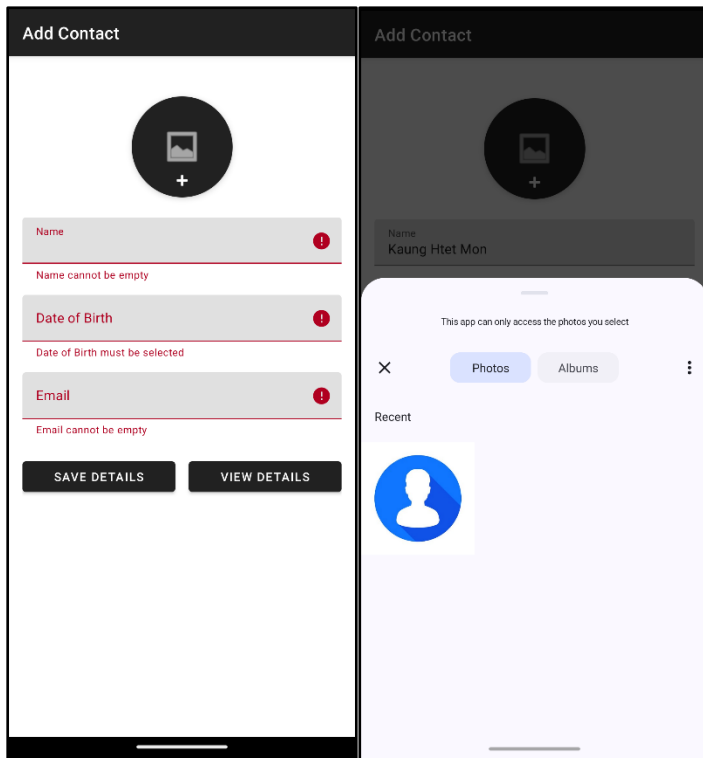 Add Contact
+
Name
Name cannot be empty
Date of Birth
Date of Birth must be selected
Email
Email cannot be empty
SAVE DETAILS VIEW DETAILS
Add Contact
+
Name
Kaung Htet Mon
This app can only access the photos you select
Photos Albums
Recent